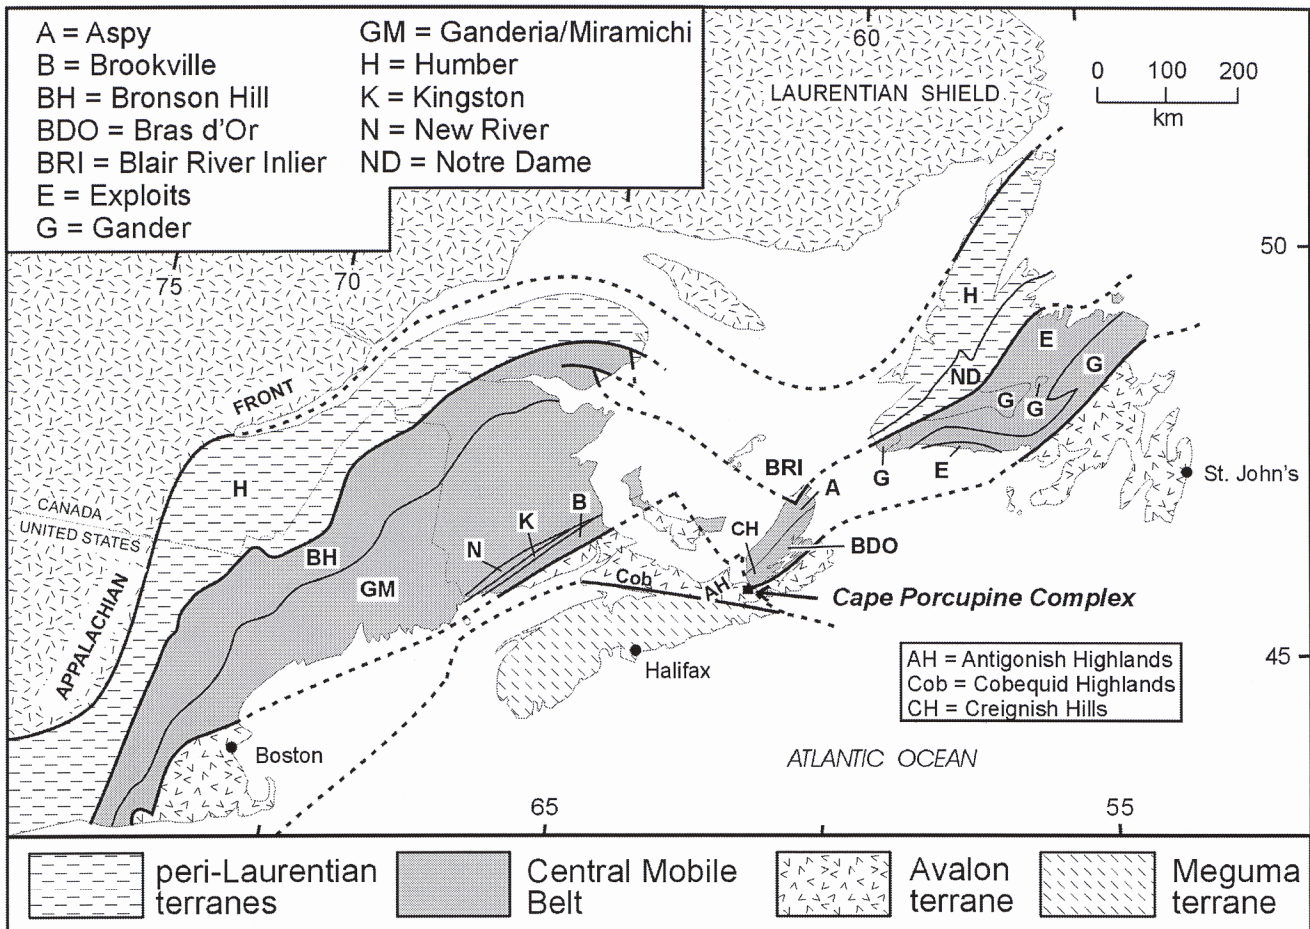 A = Aspy
B = Brookville
BH = Bronson Hill
BDO = Bras d'Or
BRI = Blair River Inlier
E = Exploits
G = Gander
GM = Ganderia/Miramichi
H = Humber
K = Kingston
N = New River
ND = Notre Dame
60
LAURENTIAN SHIELD
0 100 200
km
75
70
50
FRONT
H
E
G
ND
G
G
BRI
A
G
E
St. John's
H
CANADA
UNITED STATES
BH
GM
N
K
B
CH
BDO
Cob
AH
Cape Porcupine Complex
APPALACHIAN
Halifax
45
AH = Antigonish Highlands
Cob = Cobequid Highlands
CH = Creignish Hills
Boston
ATLANTIC OCEAN
65
55
peri-Laurentian
terranes
Central Mobile
Belt
Avalon
terrane
Meguma
terrane